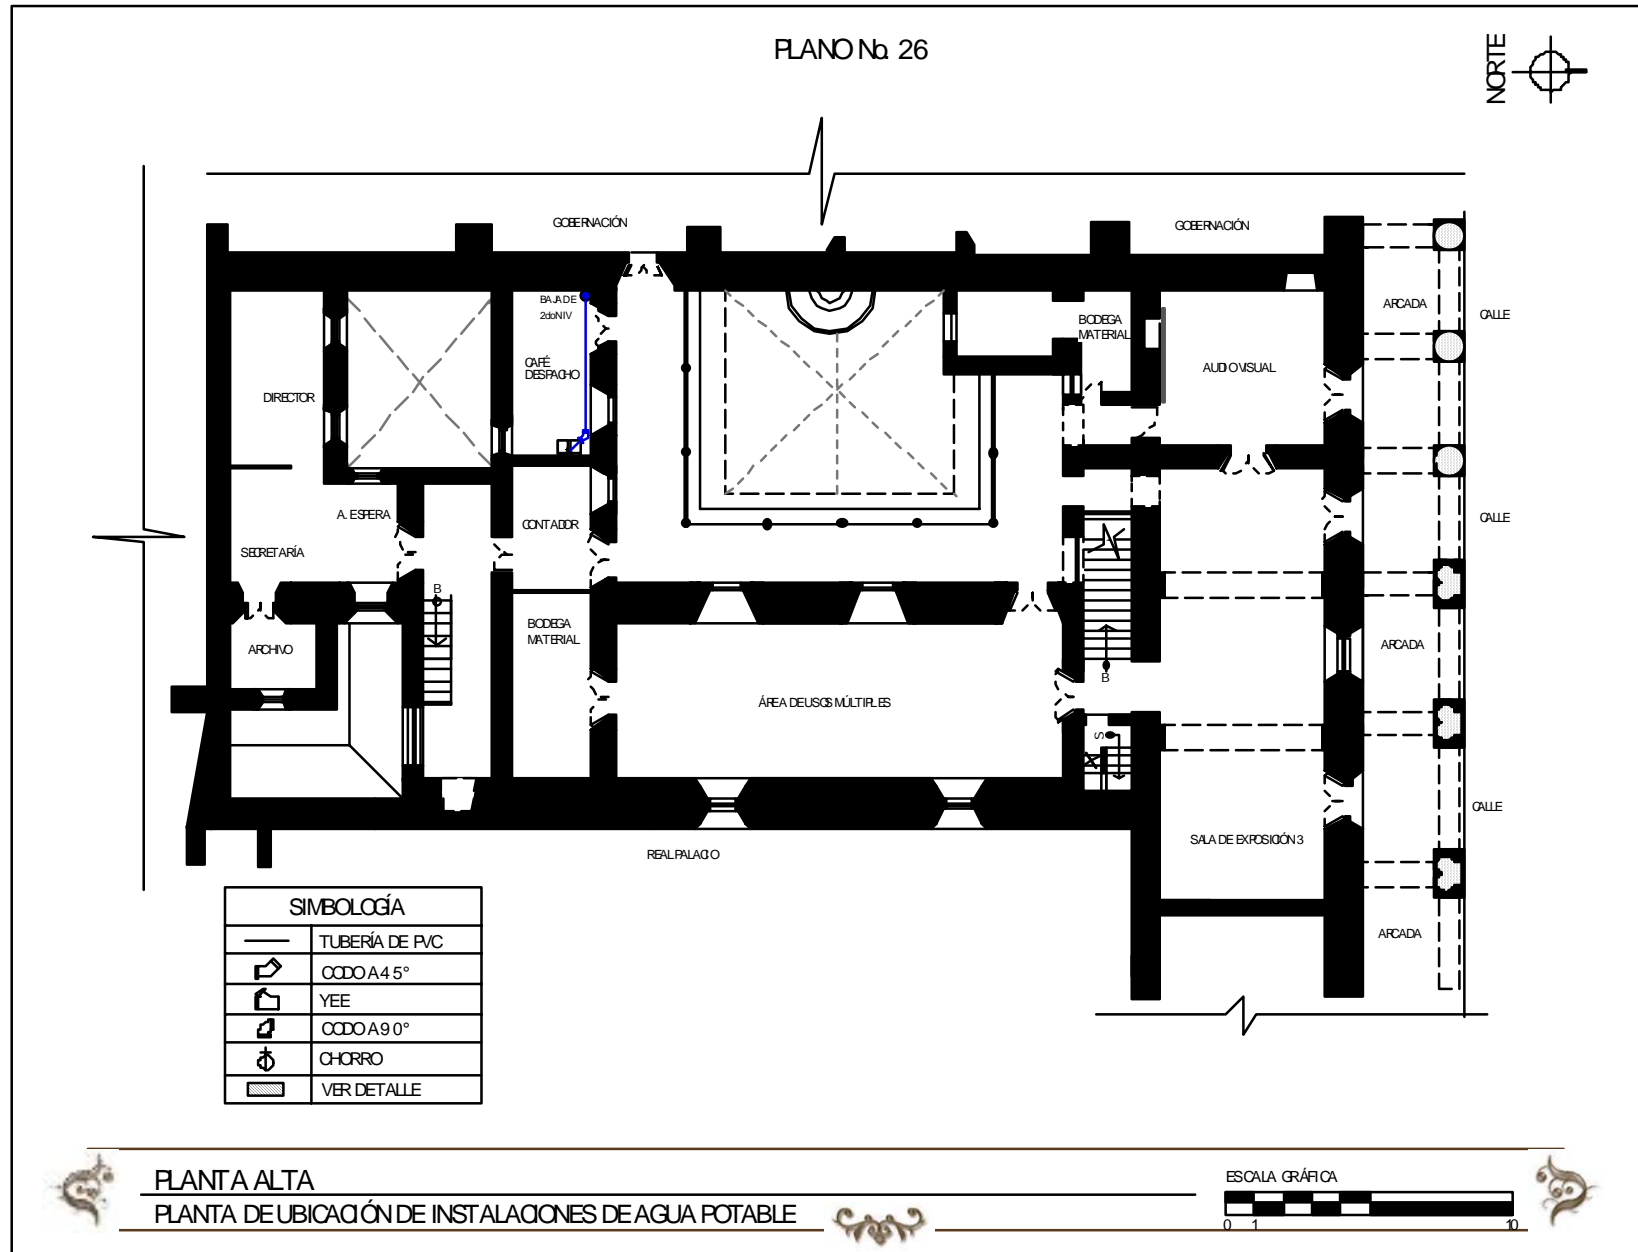 PLANO No. 26
NORTE
GOBERNACIÓN
GOBERNACIÓN
BAJA DE
2do NIV
ARCADA
CALLE
BODEGA
MATERIAL
CAFÉ
DESPACHO
AUDIOVISUAL
DIRECTOR
A. ESPERA
CONTADOR
CALLE
SECRETARÍA
B
BODEGA
MATERIAL
ARCHIVO
ARCADA
B
ÁREA DE USOS MÚLTIPLES
S
CALLE
SALA DE EXPOSICIÓN 3
REAL PALACIO
ARCADA
SIMBOLOGÍA
TUBERÍA DE PVC
CODO A 45°
YEE
CODO A 90°
CHORRO
VER DETALLE
PLANTA ALTA
PLANTA DE UBICACIÓN DE INSTALACIONES DE AGUA POTABLE
ESCALA GRÁFICA
0 1 10